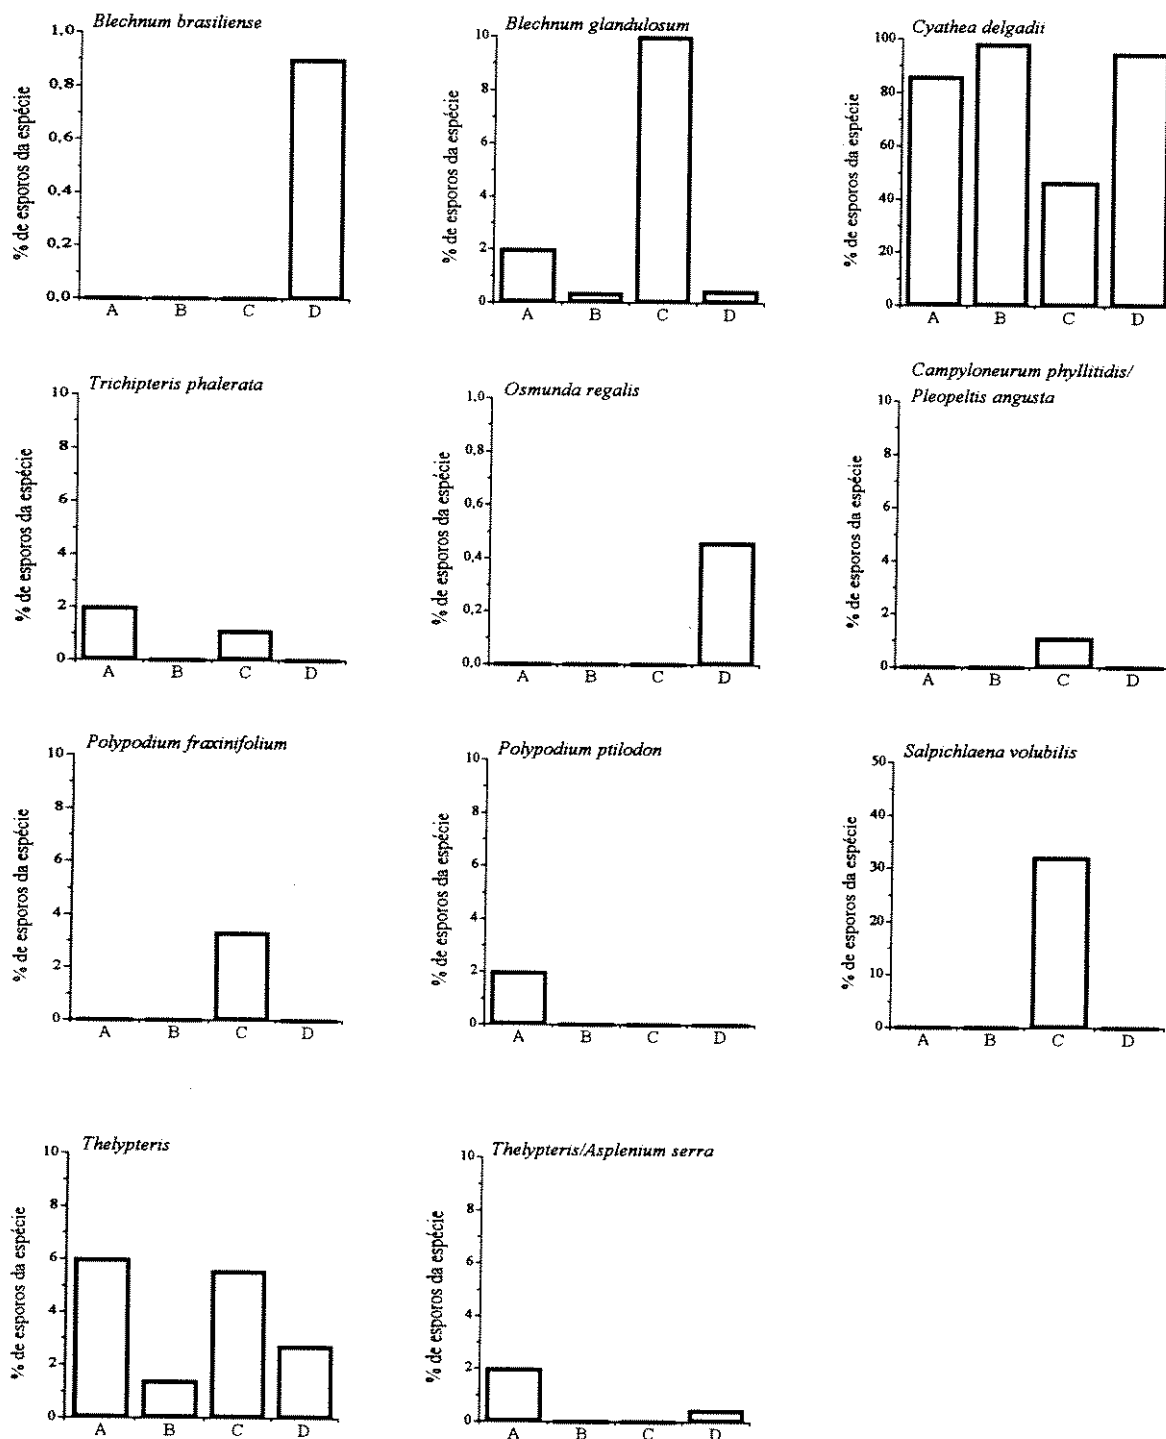 Blechnum brasiliense
% de esporos da espécie
1,0
0,8
0,6
0,4
0,2
0,0
A B C D
Blechnum glandulosum
% de esporos da espécie
10
8
6
4
2
0
A B C D
Cyathea delgadii
% de esporos da espécie
100
80
60
40
20
0
A B C D
Trichipteris phalerata
% de esporos da espécie
10
8
6
4
2
0
A B C D
Osmunda regalis
% de esporos da espécie
1,0
0,8
0,6
0,4
0,2
0,0
A B C D
Campyloneurum phyllitidis/
Pleopeltis angusta
% de esporos da espécie
10
8
6
4
2
0
A B C D
Polypodium fraxinifolium
% de esporos da espécie
10
8
6
4
2
0
A B C D
Polypodium ptilodon
% de esporos da espécie
10
8
6
4
2
0
A B C D
Salpichlaena volubilis
% de esporos da espécie
50
40
30
20
10
0
A B C D
Thelypteris
% de esporos da espécie
10
8
6
4
2
0
A B C D
Thelypteris/Asplenium serra
% de esporos da espécie
10
8
6
4
2
0
A B C D